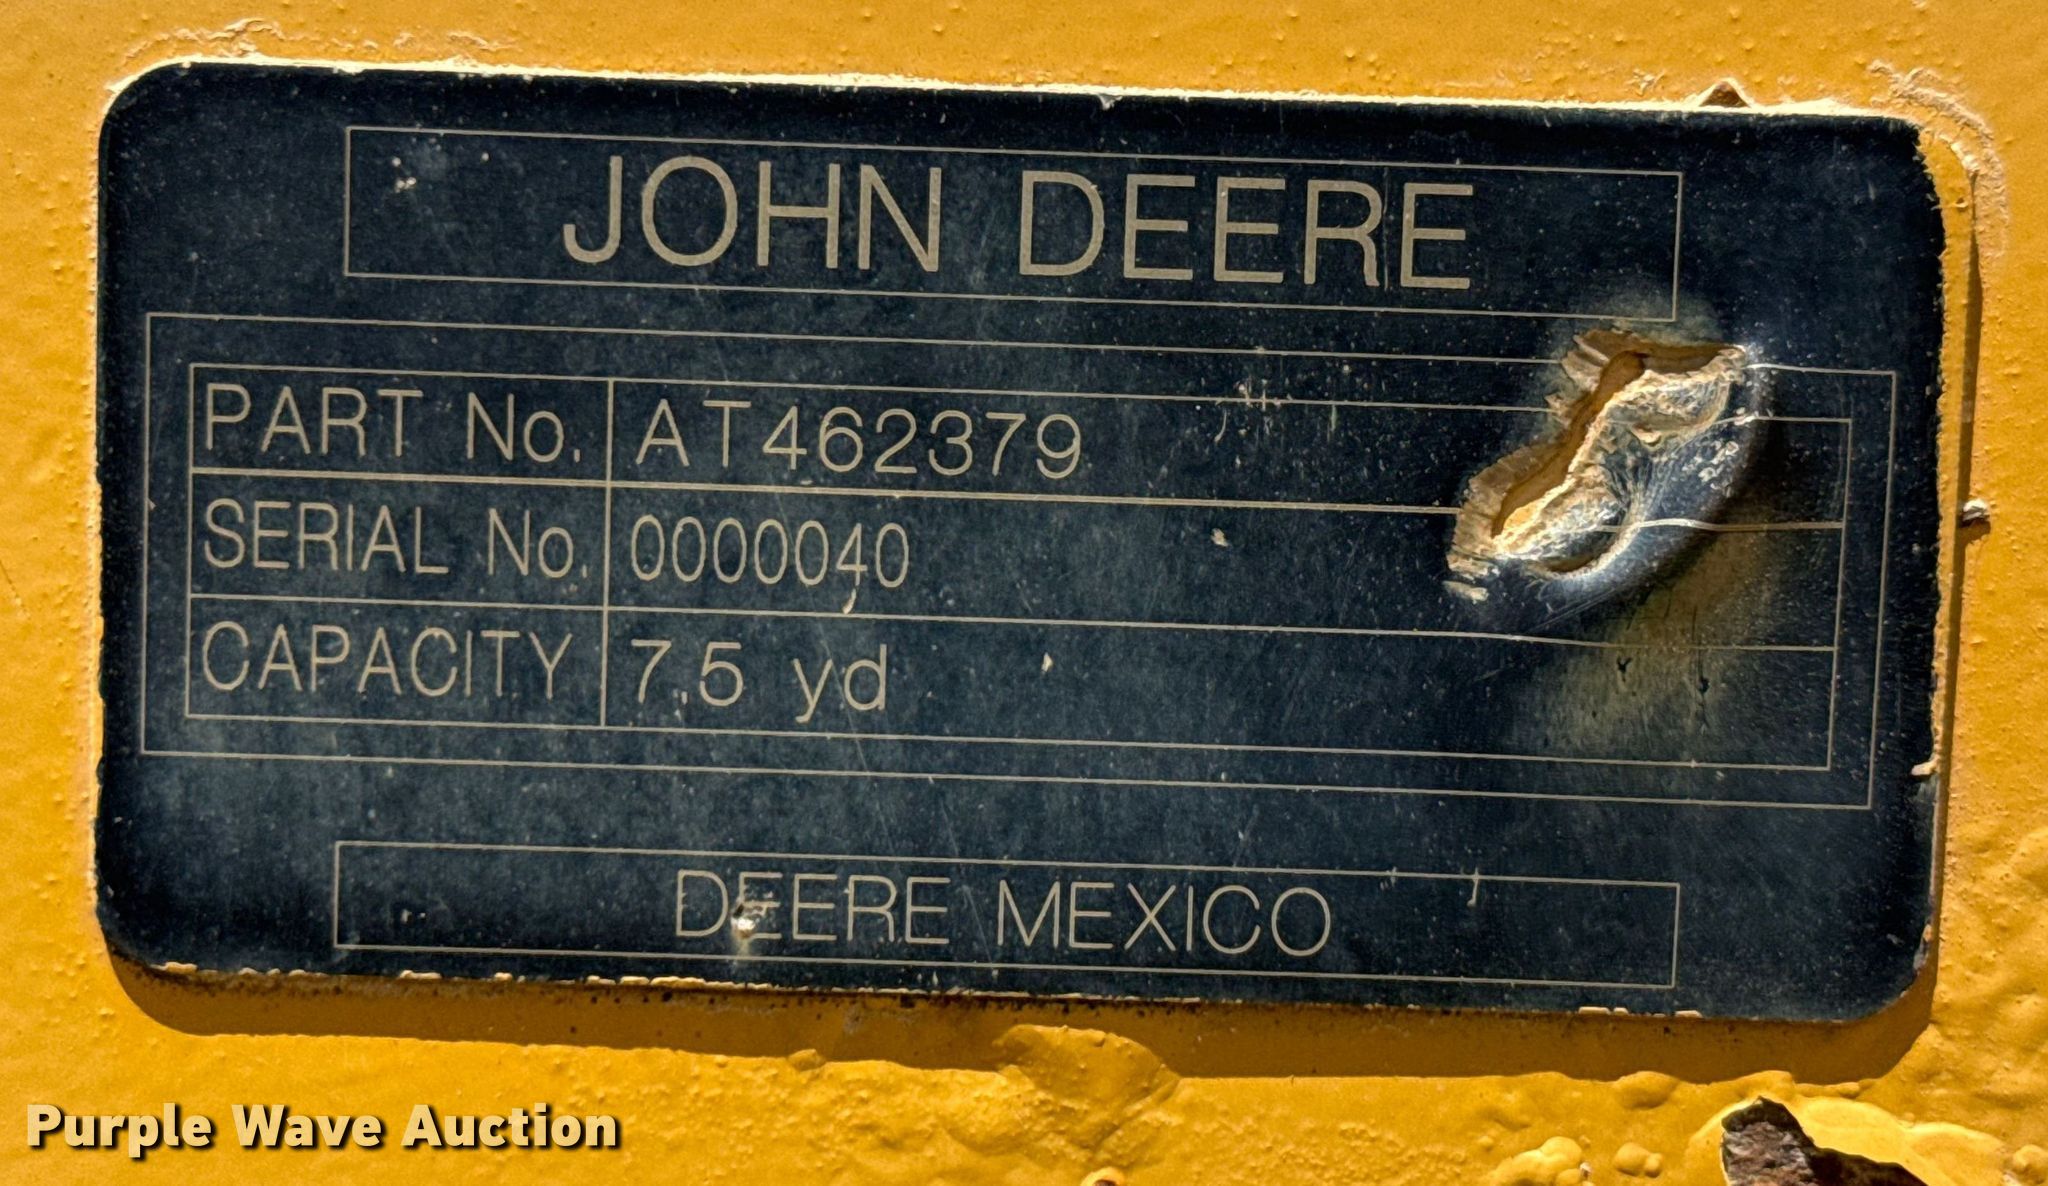 JOHN DEERE
PART No. AT462379
SERIAL No. 0000040
CAPACITY 7.5 yd
DEERE MEXICO
Purple Wave Auction